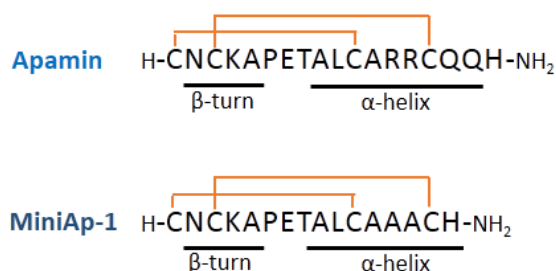 Apamin H-CNCKAPETALCARRCQQH-NH2
β-turn α-helix
MiniAp-1 H-CNCKAPETALCAAACH-NH2
β-turn α-helix